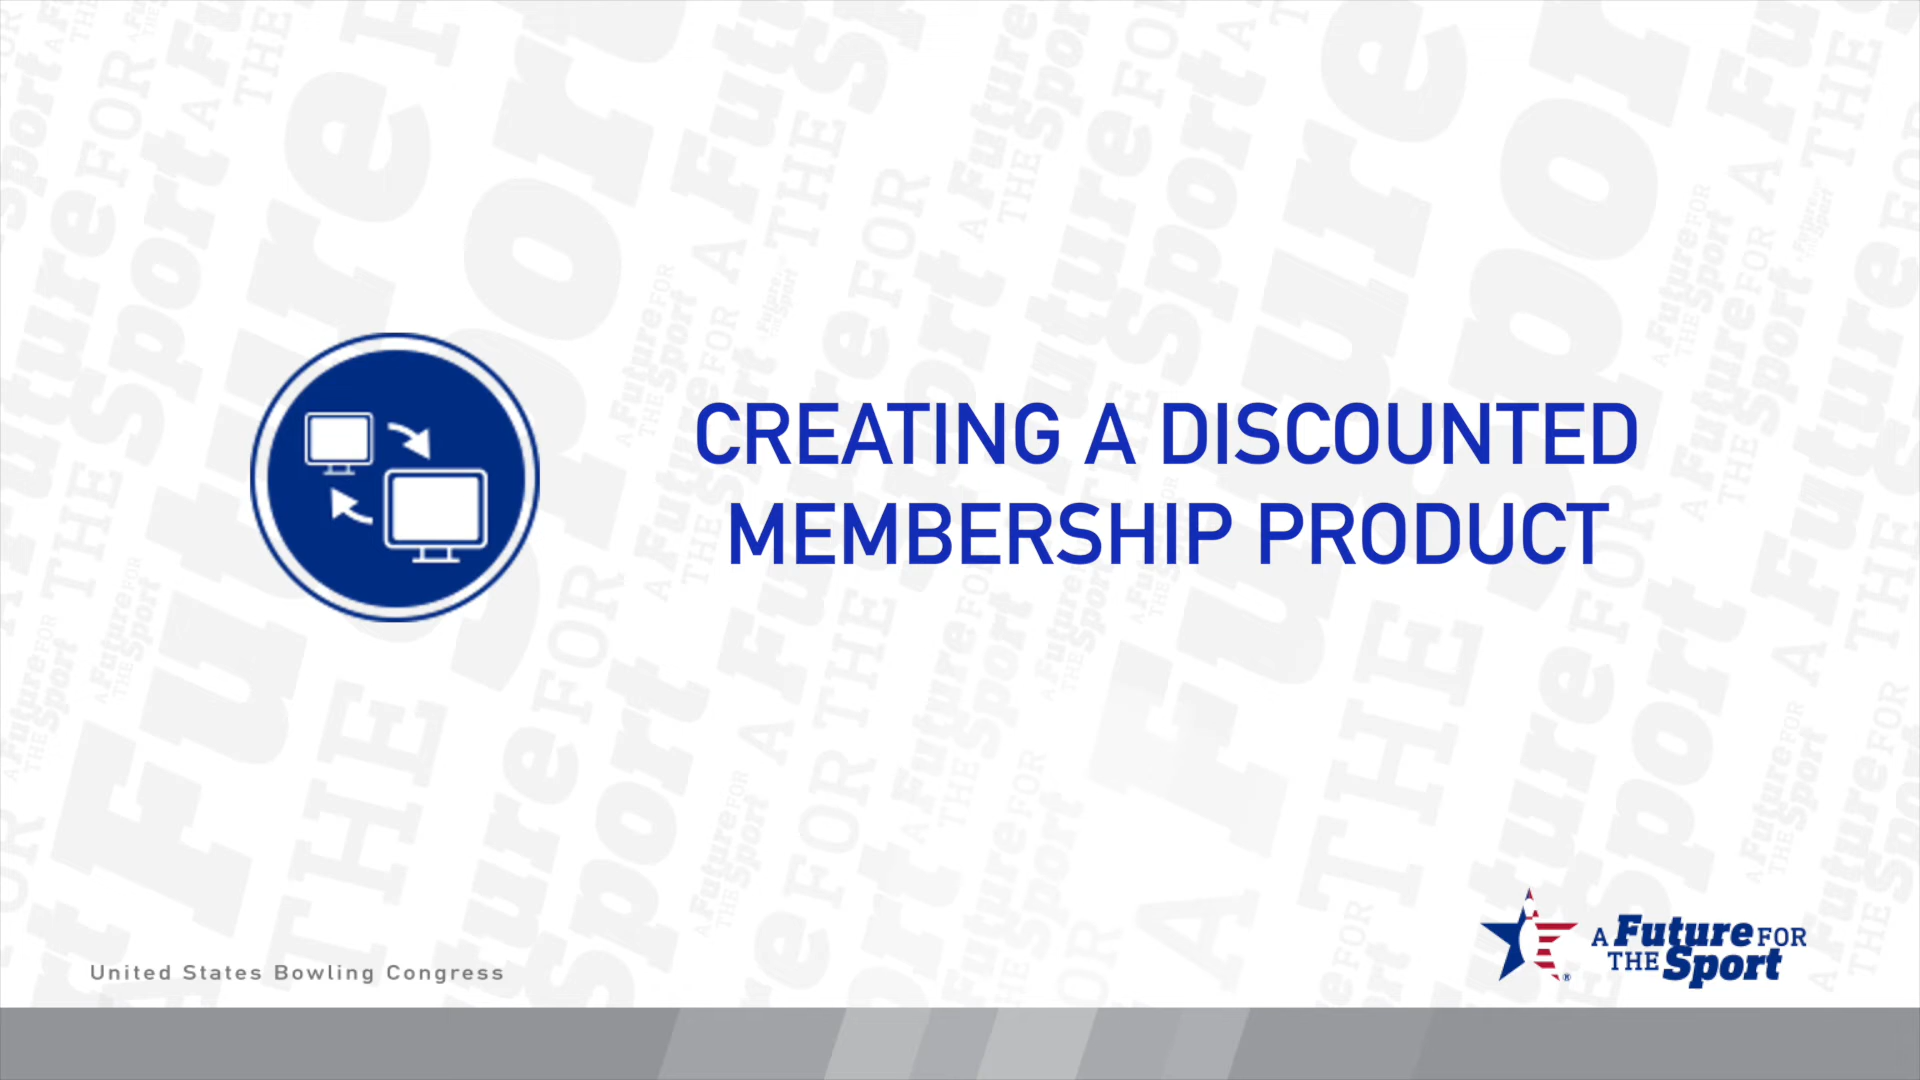 CREATING A DISCOUNTED
MEMBERSHIP PRODUCT
United States Bowling Congress
A Future FOR
THE Sport
®